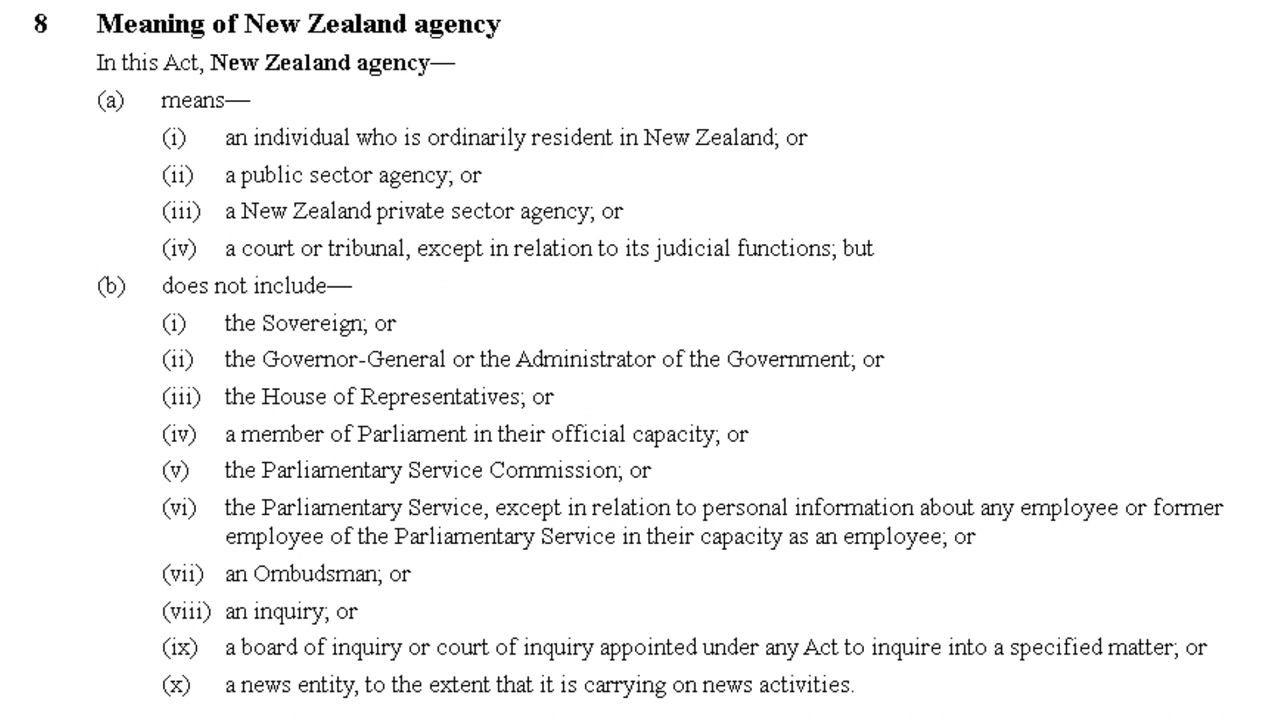 8 Meaning of New Zealand agency
In this Act, New Zealand agency—
(a) means—
(i) an individual who is ordinarily resident in New Zealand; or
(ii) a public sector agency; or
(iii) a New Zealand private sector agency; or
(iv) a court or tribunal, except in relation to its judicial functions; but
(b) does not include—
(i) the Sovereign; or
(ii) the Governor-General or the Administrator of the Government; or
(iii) the House of Representatives; or
(iv) a member of Parliament in their official capacity; or
(v) the Parliamentary Service Commission; or
(vi) the Parliamentary Service, except in relation to personal information about any employee or former
employee of the Parliamentary Service in their capacity as an employee; or
(vii) an Ombudsman; or
(viii) an inquiry; or
(ix) a board of inquiry or court of inquiry appointed under any Act to inquire into a specified matter; or
(x) a news entity, to the extent that it is carrying on news activities.